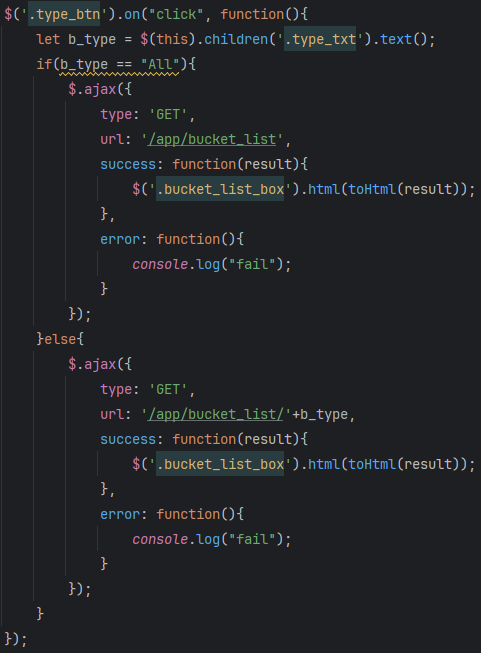 $('.type_btn').on("click", function(){
    let b_type = $(this).children('.type_txt').text();
    if(b_type == "All"){
        $.ajax({
            type: 'GET',
            url: '/app/bucket_list',
            success: function(result){
                $('.bucket_list_box').html(toHtml(result));
            },
            error: function(){
                console.log("fail");
            }
        });
    }else{
        $.ajax({
            type: 'GET',
            url: '/app/bucket_list/'+b_type,
            success: function(result){
                $('.bucket_list_box').html(toHtml(result));
            },
            error: function(){
                console.log("fail");
            }
        });
    }
});